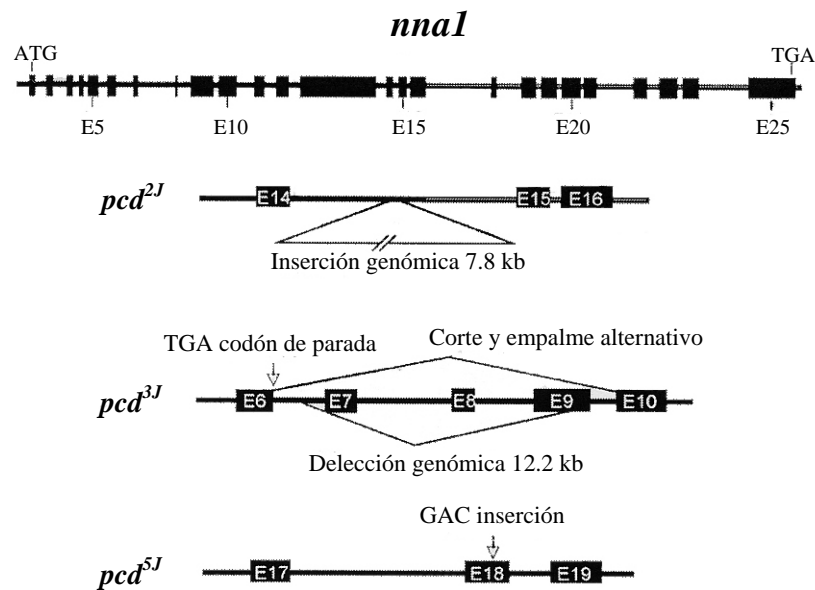 nna1
ATG TGA
E5 E10 E15 E20 E25
pcd2J E14 E15 E16
Inserción genómica 7.8 kb
TGA codón de parada Corte y empalme alternativo
pcd3J E6 E7 E8 E9 E10
Delección genómica 12.2 kb
GAC inserción
pcd5J E17 E18 E19